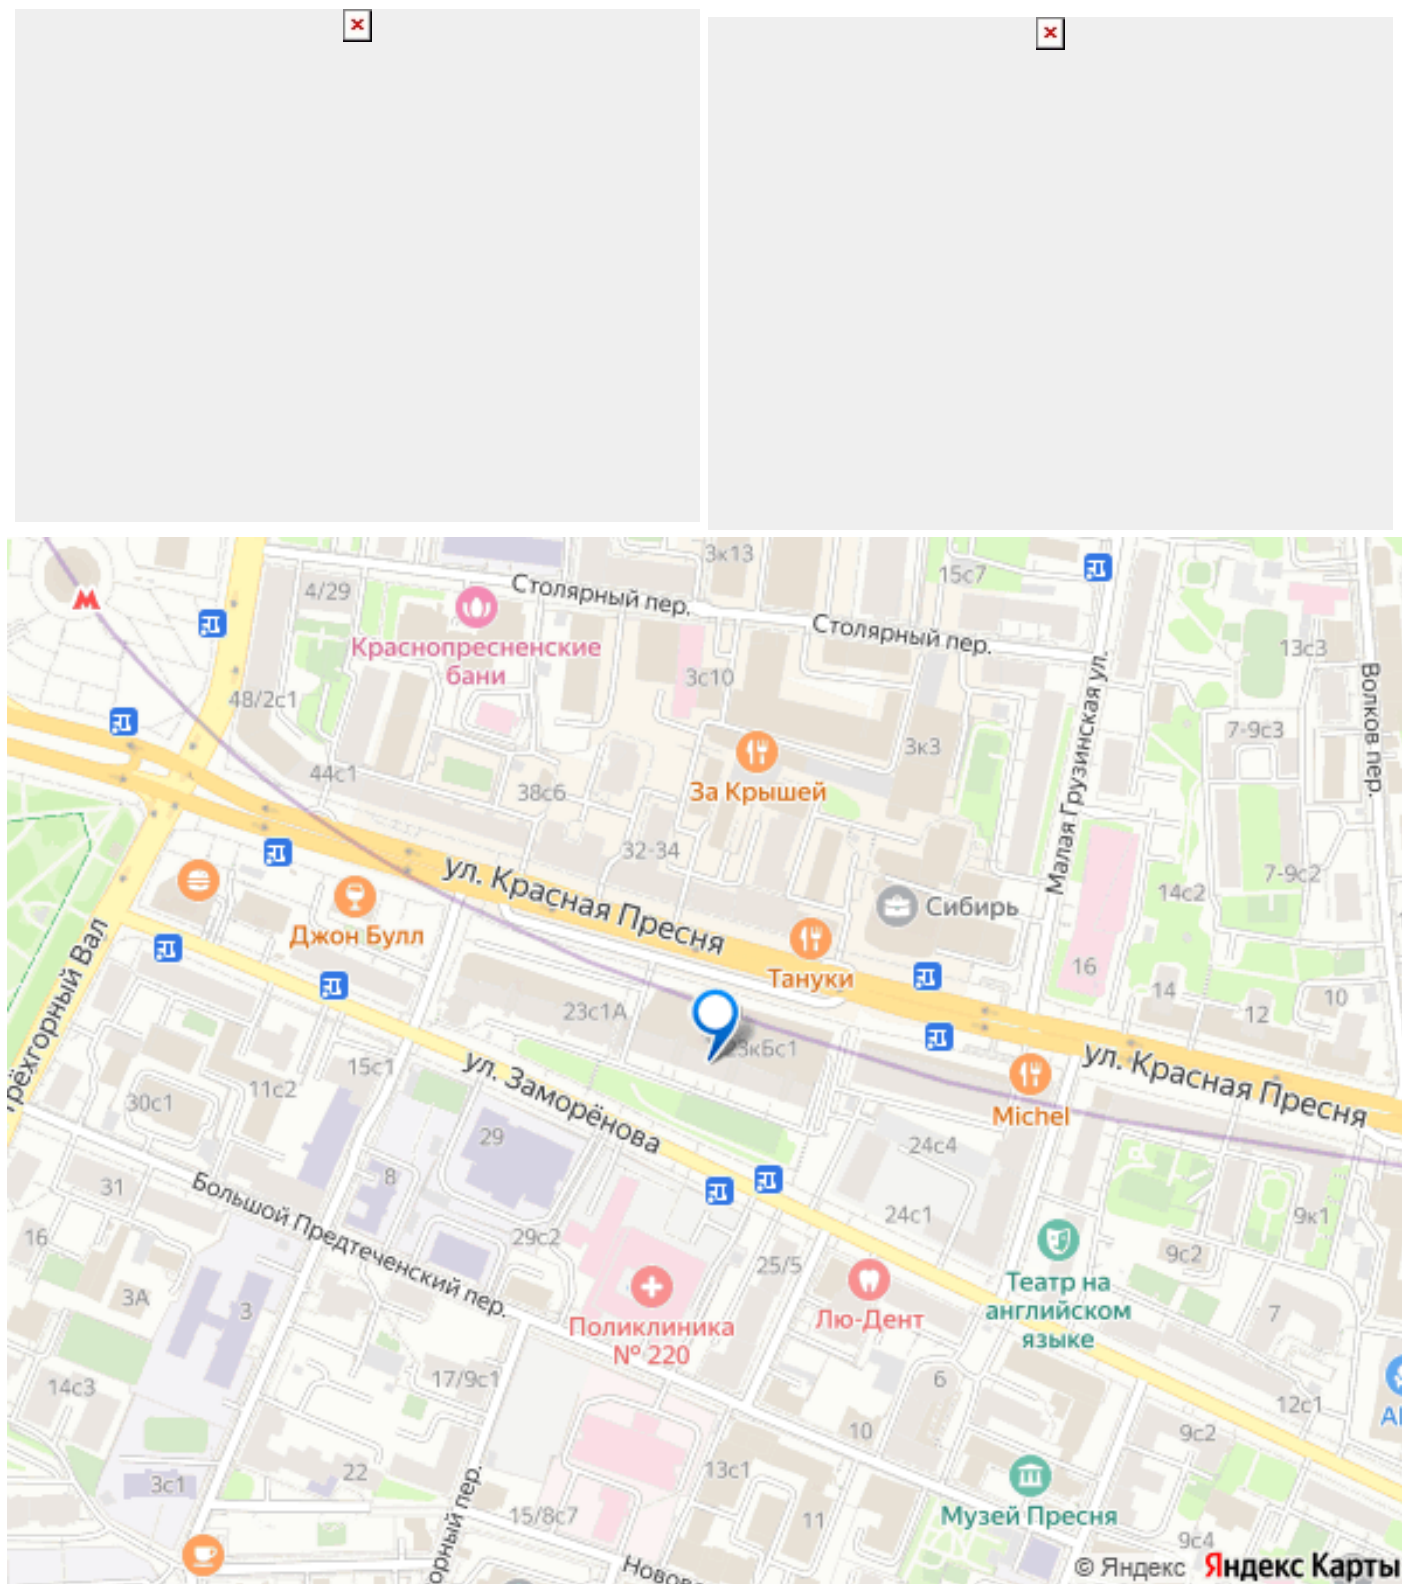 3к13
15с7
4/29
Столярный пер.
Столярный пер.
Краснопресненские
бани
13с3
3с10
48/2с1
Волков пер.
Малая Грузинская ул.
7-9с3
3к3
44с1
38с6
За Крышей
32-34
7-9с2
14с2
ул. Красная Пресня
Сибирь
Джон Булл
Тануки
16
14
10
12
Трёхгорный Вал
23с1А
23кБс1
ул. Красная Пресня
15с1
ул. Заморёнова
11с2
30с1
Michel
29
24с4
8
31
Большой Предтеченский пер.
24с1
9к1
16
29с2
9с2
25/5
3А
3
Театр на
английском
языке
7
Поликлиника
№ 220
Лю-Дент
14с3
17/9с1
6
12с1
10
9с2
13с1
22
3с1
15/8с7
11
Музей Пресня
9с4
© Яндекс Яндекс Карты